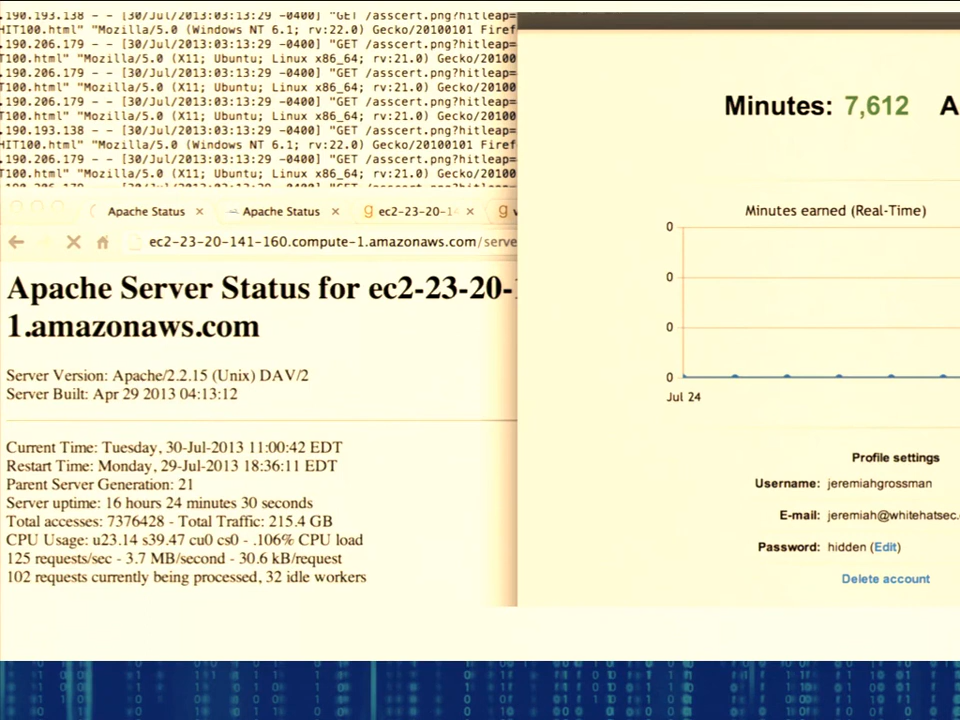 .190.193.138 - - [30/Jul/2013:03:13:29 -0400] "GET /asscert.png?hitleap=
HIT100.html" "Mozilla/5.0 (Windows NT 6.1; rv:22.0) Gecko/20100101 Firef
.190.206.179 - - [30/Jul/2013:03:13:29 -0400] "GET /asscert.png?hitleap=
T100.html" "Mozilla/5.0 (X11; Ubuntu; Linux x86_64; rv:21.0) Gecko/20100
.190.206.179 - - [30/Jul/2013:03:13:29 -0400] "GET /asscert.png?hitleap=
T100.html" "Mozilla/5.0 (X11; Ubuntu; Linux x86_64; rv:21.0) Gecko/20100
.190.206.179 - - [30/Jul/2013:03:13:29 -0400] "GET /asscert.png?hitleap=
T100.html" "Mozilla/5.0 (X11; Ubuntu; Linux x86_64; rv:21.0) Gecko/20100
.190.193.138 - - [30/Jul/2013:03:13:29 -0400] "GET /asscert.png?hitleap=
HIT100.html" "Mozilla/5.0 (Windows NT 6.1; rv:22.0) Gecko/20100101 Firef
.190.206.179 - - [30/Jul/2013:03:13:29 -0400] "GET /asscert.png?hitleap=
T100.html" "Mozilla/5.0 (X11; Ubuntu; Linux x86_64; rv:21.0) Gecko/20100
.190.206.179 - - [30/Jul/2013:03:13:29 -0400] "GET /asscert.png?hitleap=
Apache Status × Apache Status × ec2-23-20-1 ×
ec2-23-20-141-160.compute-1.amazonaws.com/serve
Apache Server Status for ec2-23-20-
1.amazonaws.com
Server Version: Apache/2.2.15 (Unix) DAV/2
Server Built: Apr 29 2013 04:13:12
Current Time: Tuesday, 30-Jul-2013 11:00:42 EDT
Restart Time: Monday, 29-Jul-2013 18:36:11 EDT
Parent Server Generation: 21
Server uptime: 16 hours 24 minutes 30 seconds
Total accesses: 7376428 - Total Traffic: 215.4 GB
CPU Usage: u23.14 s39.47 cu0 cs0 - .106% CPU load
125 requests/sec - 3.7 MB/second - 30.6 kB/request
102 requests currently being processed, 32 idle workers
Minutes: 7,612 A
Minutes earned (Real-Time)
0
0
0
0
Jul 24
Profile settings
Username: jeremiahgrossman
E-mail: jeremiah@whitehatsec.
Password: hidden (Edit)
Delete account